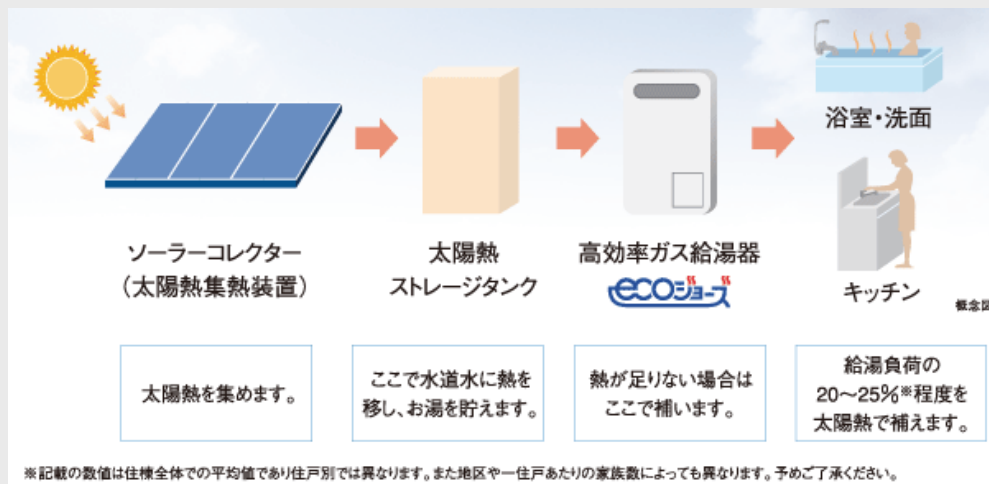 浴室・洗面
ソーラーコレクター
（太陽熱集熱装置）
太陽熱
ストレージタンク
高効率ガス給湯器
ecoジョーズ
キッチン
概念図
太陽熱を集めます。
ここで水道水に熱を
移し、お湯を貯えます。
熱が足りない場合は
ここで補います。
給湯負荷の
20～25%※程度を
太陽熱で補えます。
※記載の数値は住棟全体での平均値であり住戸別では異なります。また地区や一住戸あたりの家族数によっても異なります。予めご了承ください。